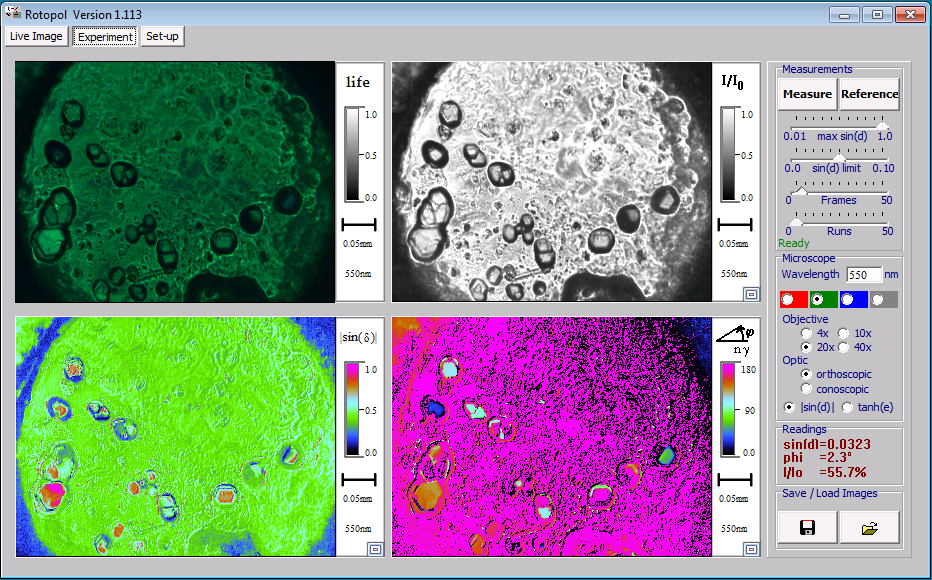 Rotopol Version 1.113
Live Image Experiment Set-up
life
1.0
0.5
0.0
0.05mm
550nm
I/I0
1.0
0.5
0.0
0.05mm
550nm
|sin(δ)|
1.0
0.5
0.0
0.05mm
550nm
φ
n γ
180
90
0.0
0.05mm
550nm
Measurements
Measure Reference
0.01 max sin(d) 1.0
0.0 sin(d) limit 0.10
0 Frames 50
0 Runs 50
Ready
Microscope
Wavelength 550 nm
Objective
4x 10x
20x 40x
Optic
orthoscopic
conoscopic
|sin(d)| tanh(e)
Readings
sin(d)=0.0323
phi =2.3°
I/Io =55.7%
Save / Load Images